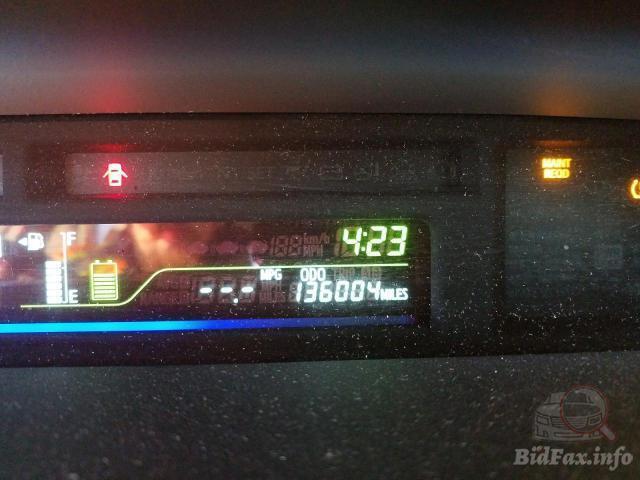 MAINT
REQD
F
4:23
MPG ODO
--.- 136004 MILES
E
BidFax.info